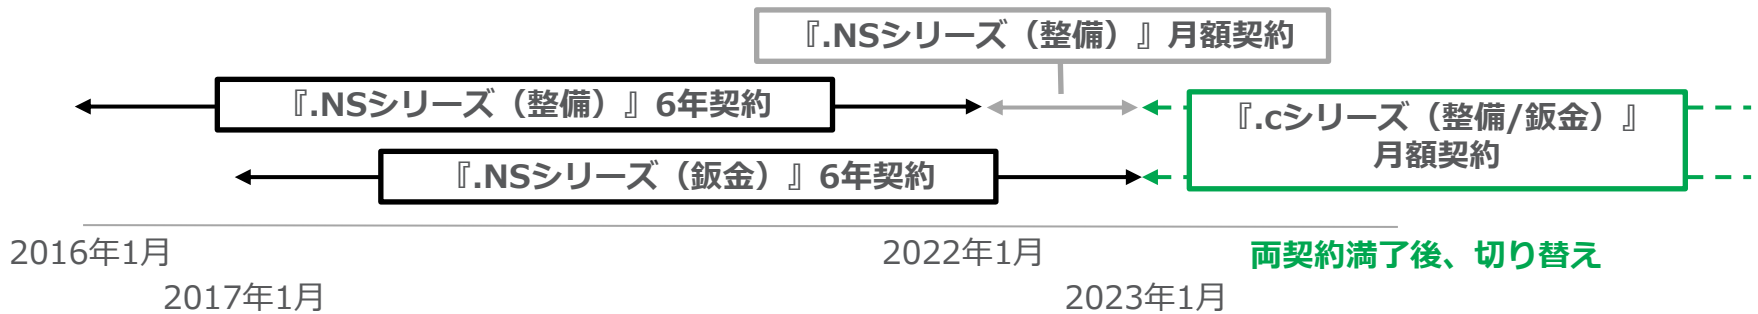 『.NSシリーズ（整備）』月額契約
『.NSシリーズ（整備）』6年契約
『.cシリーズ（整備/鈑金）』
月額契約
『.NSシリーズ（鈑金）』6年契約
2016年1月
2022年1月
両契約満了後、切り替え
2017年1月
2023年1月